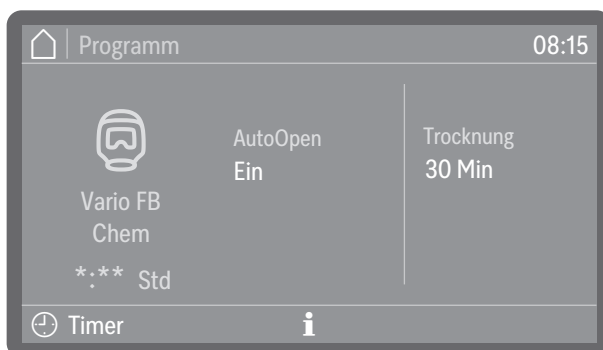 Programm
08:15
AutoOpen
Ein
Trocknung
30 Min
Vario FB
Chem
*:** Std
Timer
i